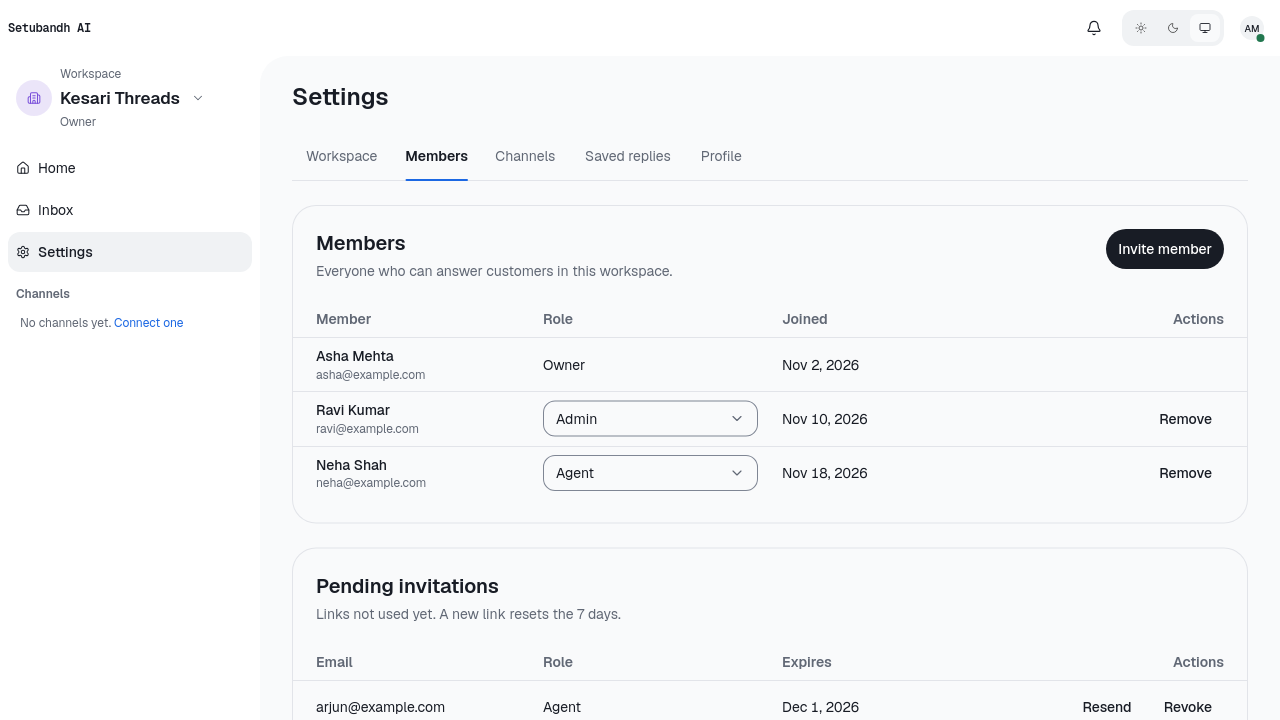 Setubandh AI
AM
Workspace
Kesari Threads
Owner
Home
Inbox
Settings
Channels
No channels yet. Connect one
Settings
Workspace Members Channels Saved replies Profile
Members
Everyone who can answer customers in this workspace.
Invite member
Member Role Joined Actions
Asha Mehta
asha@example.com
Owner Nov 2, 2026
Ravi Kumar
ravi@example.com
Admin Nov 10, 2026 Remove
Neha Shah
neha@example.com
Agent Nov 18, 2026 Remove
Pending invitations
Links not used yet. A new link resets the 7 days.
Email Role Expires Actions
arjun@example.com Agent Dec 1, 2026 Resend Revoke